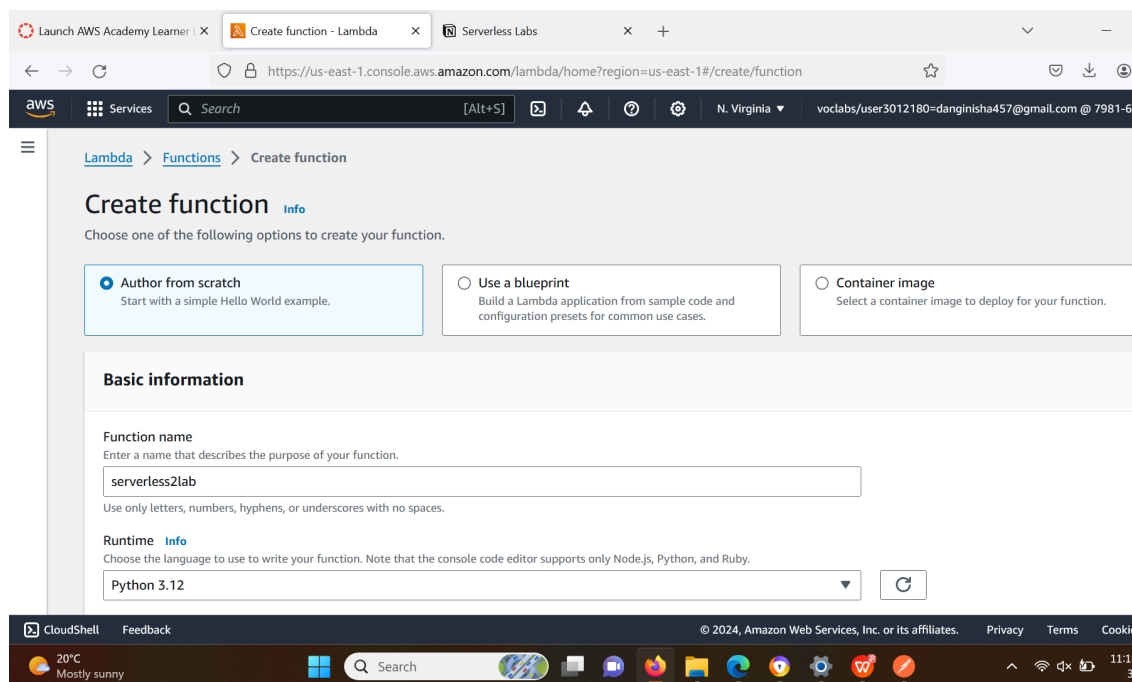 Launch AWS Academy Learner
Create function - Lambda
Serverless Labs
https://us-east-1.console.aws.amazon.com/lambda/home?region=us-east-1#/create/function
aws
Services
Search
[Alt+S]
N. Virginia
voclabs/user3012180=danginisha457@gmail.com @ 7981-6
Lambda > Functions > Create function
Create function Info
Choose one of the following options to create your function.
Author from scratch
Start with a simple Hello World example.
Use a blueprint
Build a Lambda application from sample code and
configuration presets for common use cases.
Container image
Select a container image to deploy for your function.
Basic information
Function name
Enter a name that describes the purpose of your function.
serverless2lab
Use only letters, numbers, hyphens, or underscores with no spaces.
Runtime Info
Choose the language to use to write your function. Note that the console code editor supports only Node.js, Python, and Ruby.
Python 3.12
CloudShell Feedback
© 2024, Amazon Web Services, Inc. or its affiliates. Privacy Terms
20°C
Mostly sunny
Search